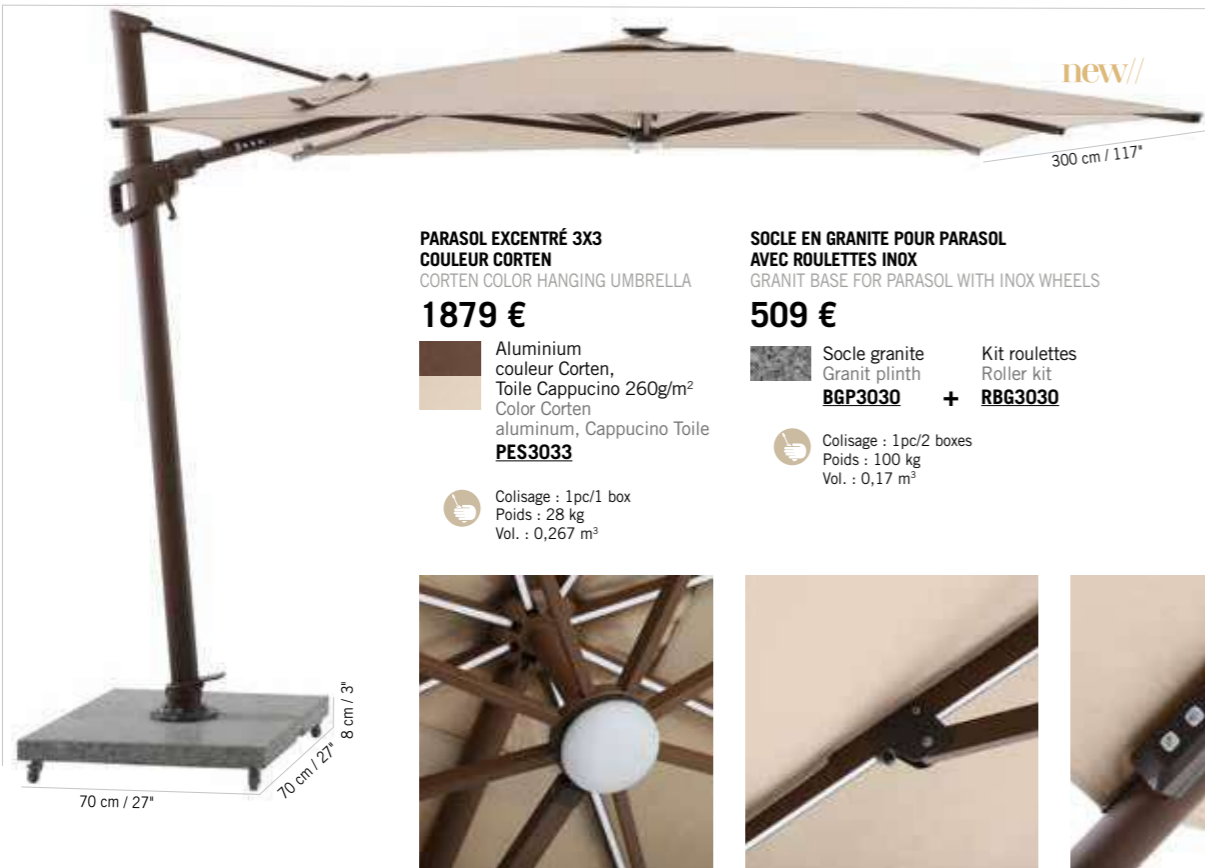 new//
300 cm / 117"
PARASOL EXCENTRÉ 3X3
COULEUR CORTEN
CORTEN COLOR HANGING UMBRELLA
1879 €
Aluminium
couleur Corten,
Toile Cappucino 260g/m²
Color Corten
aluminum, Cappucino Toile
PES3033
Colisage : 1pc/1 box
Poids : 28 kg
Vol. : 0,267 m³
SOCLE EN GRANITE POUR PARASOL
AVEC ROULETTES INOX
GRANIT BASE FOR PARASOL WITH INOX WHEELS
509 €
Socle granite
Granit plinth
BGP3030
+
Kit roulettes
Roller kit
RBG3030
Colisage : 1pc/2 boxes
Poids : 100 kg
Vol. : 0,17 m³
8 cm / 3"
70 cm / 27"
70 cm / 27"